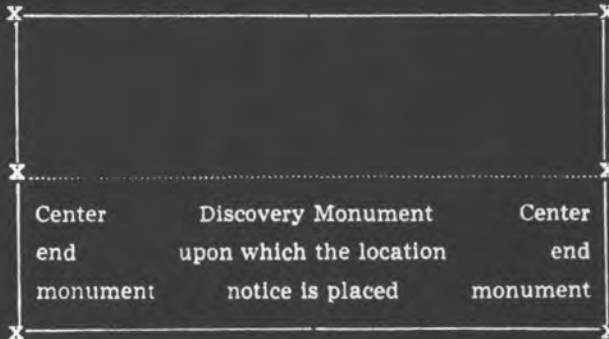 X X
X X
Center Discovery Monument Center
end upon which the location end
monument notice is placed monument
X X